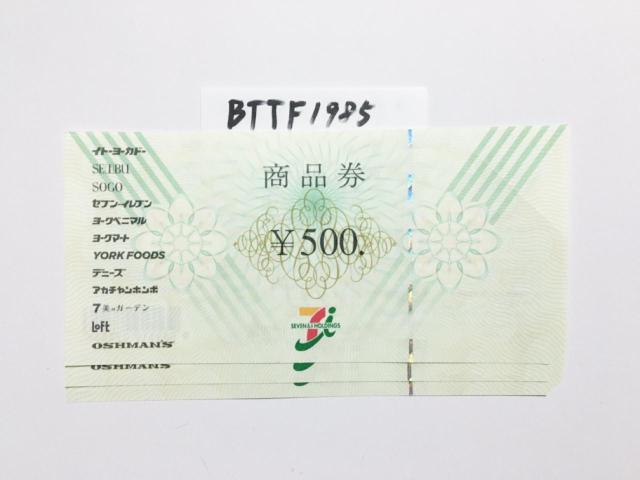 BTTF1985
イトーヨーカドー
SEIBU
SOGO
セブン-イレブン
ヨークベニマル
ヨークマート
YORK FOODS
デニーズ
アカチャンホンポ
7美のガーデン
Loft
OSHMAN'S
OSHMAN'S
商品券
¥500.
7i
SEVEN & i HOLDINGS